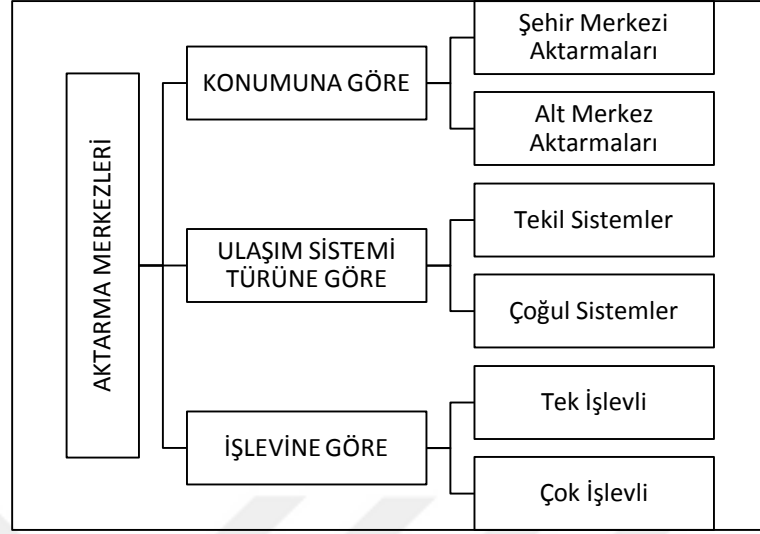 AKTARMA MERKEZLERİ
KONUMUNA GÖRE
Şehir Merkezi
Aktarmaları
Alt Merkez
Aktarmaları
ULAŞIM SİSTEMİ
TÜRÜNE GÖRE
Tekil Sistemler
Çoğul Sistemler
İŞLEVİNE GÖRE
Tek İşlevli
Çok İşlevli